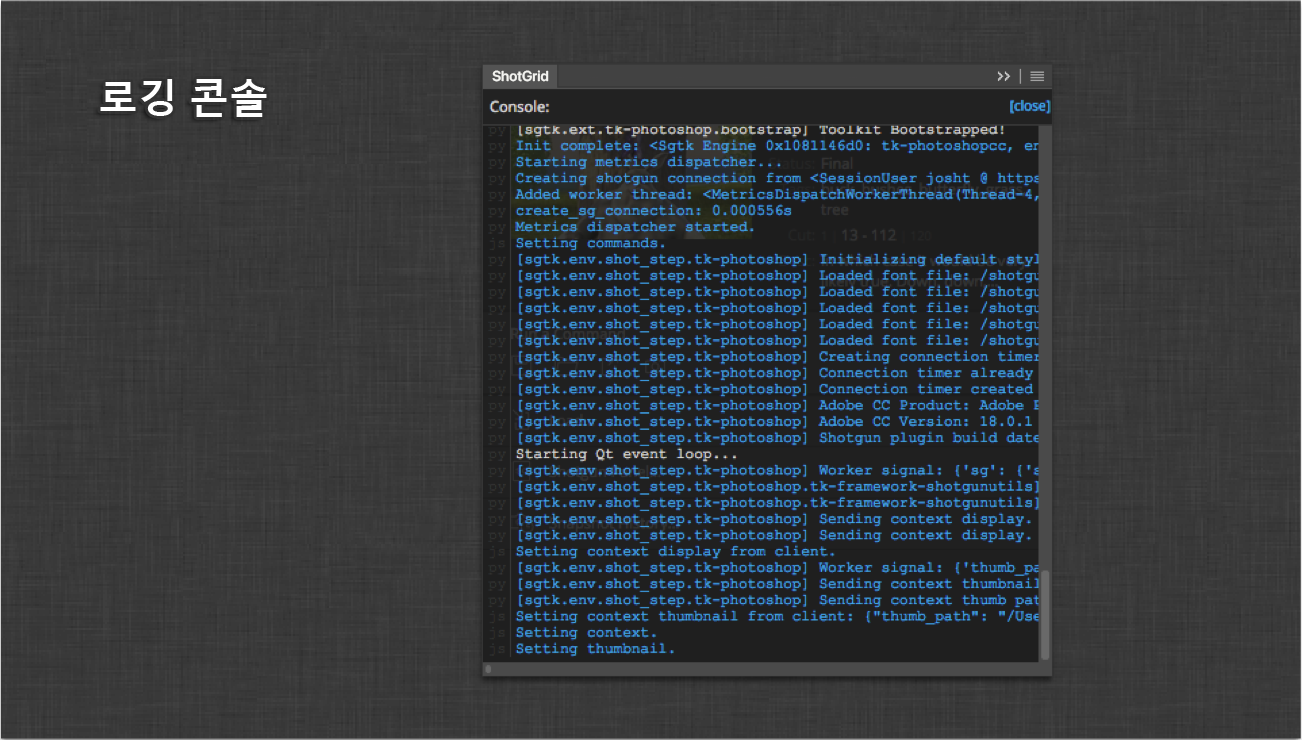 로깅 콘솔
ShotGrid
Console:
[close]
py [sgtk.ext.tk-photoshop.bootstrap] Toolkit Bootstrapped!
py Init complete: <Sgtk Engine 0x1081146d0: tk-photoshopcc, en
py Starting metrics dispatcher...
py Creating shotgun connection from <SessionUser josht @ https
py Added worker thread: <MetricsDispatchWorkerThread(Thread-4,
py create_sg_connection: 0.000556s
py Metrics dispatcher started.
js Setting commands.
py [sgtk.env.shot_step.tk-photoshop] Initializing default styl
py [sgtk.env.shot_step.tk-photoshop] Loaded font file: /shotgu
py [sgtk.env.shot_step.tk-photoshop] Loaded font file: /shotgu
py [sgtk.env.shot_step.tk-photoshop] Loaded font file: /shotgu
py [sgtk.env.shot_step.tk-photoshop] Loaded font file: /shotgu
py [sgtk.env.shot_step.tk-photoshop] Loaded font file: /shotgu
py [sgtk.env.shot_step.tk-photoshop] Creating connection timer
py [sgtk.env.shot_step.tk-photoshop] Connection timer already
py [sgtk.env.shot_step.tk-photoshop] Connection timer created
py [sgtk.env.shot_step.tk-photoshop] Adobe CC Product: Adobe P
py [sgtk.env.shot_step.tk-photoshop] Adobe CC Version: 18.0.1
py [sgtk.env.shot_step.tk-photoshop] Shotgun plugin build date
py Starting Qt event loop...
py [sgtk.env.shot_step.tk-photoshop] Worker signal: {'sg': {'s
py [sgtk.env.shot_step.tk-photoshop.tk-framework-shotgunutils]
py [sgtk.env.shot_step.tk-photoshop.tk-framework-shotgunutils]
py [sgtk.env.shot_step.tk-photoshop] Sending context display.
py [sgtk.env.shot_step.tk-photoshop] Sending context display.
js Setting context display from client.
py [sgtk.env.shot_step.tk-photoshop] Worker signal: {'thumb_pa
py [sgtk.env.shot_step.tk-photoshop] Sending context thumbnail
py [sgtk.env.shot_step.tk-photoshop] Sending context thumb pat
js Setting context thumbnail from client: {"thumb_path": "/Use
js Setting context.
js Setting thumbnail.